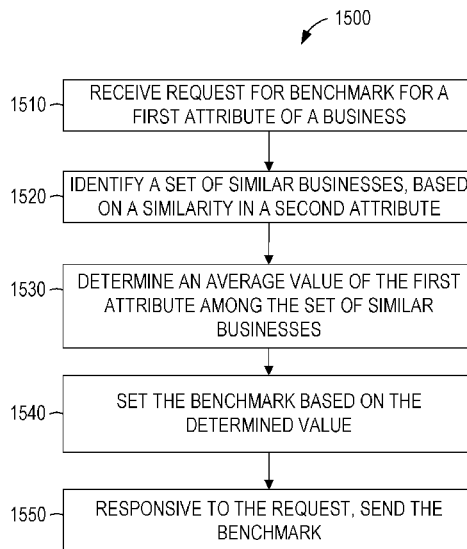 1500
1510
RECEIVE REQUEST FOR BENCHMARK FOR A
FIRST ATTRIBUTE OF A BUSINESS
1520
IDENTIFY A SET OF SIMILAR BUSINESSES, BASED
ON A SIMILARITY IN A SECOND ATTRIBUTE
1530
DETERMINE AN AVERAGE VALUE OF THE FIRST
ATTRIBUTE AMONG THE SET OF SIMILAR
BUSINESSES
1540
SET THE BENCHMARK BASED ON THE
DETERMINED VALUE
1550
RESPONSIVE TO THE REQUEST, SEND THE
BENCHMARK